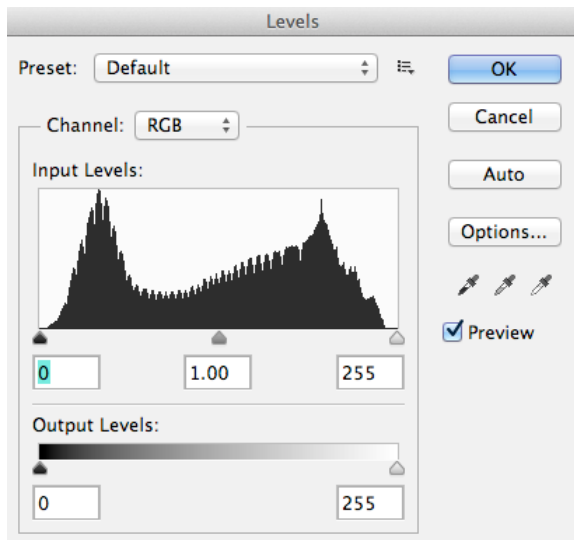 Levels
Preset: Default
OK
Channel: RGB
Cancel
Input Levels:
Auto
Options...
Preview
0 1.00 255
Output Levels:
0 255